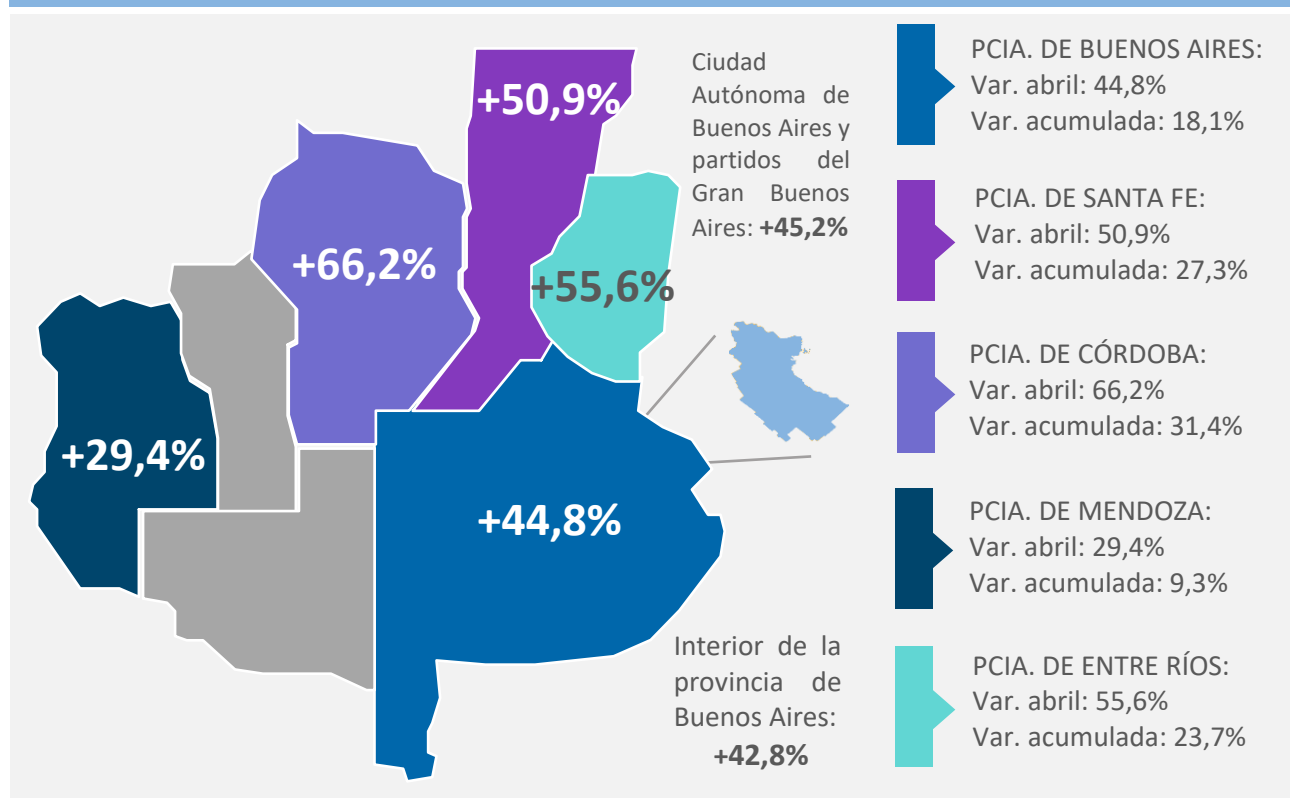 +50,9%
+66,2%
+55,6%
+29,4%
+44,8%
Ciudad
Autónoma de
Buenos Aires y
partidos del
Gran Buenos
Aires: +45,2%
Interior de la
provincia de
Buenos Aires:
+42,8%
PCIA. DE BUENOS AIRES:
Var. abril: 44,8%
Var. acumulada: 18,1%
PCIA. DE SANTA FE:
Var. abril: 50,9%
Var. acumulada: 27,3%
PCIA. DE CÓRDOBA:
Var. abril: 66,2%
Var. acumulada: 31,4%
PCIA. DE MENDOZA:
Var. abril: 29,4%
Var. acumulada: 9,3%
PCIA. DE ENTRE RÍOS:
Var. abril: 55,6%
Var. acumulada: 23,7%